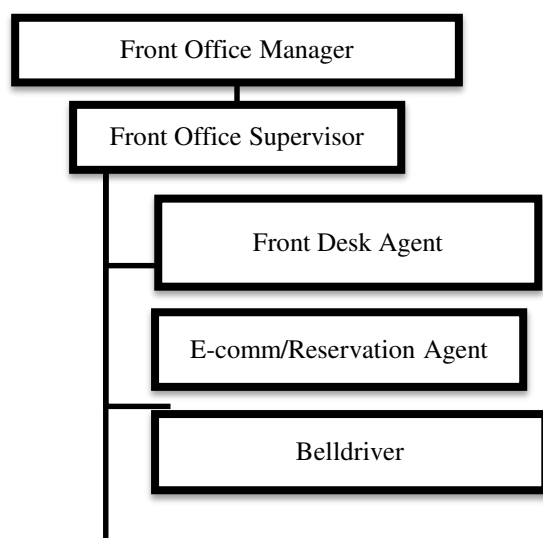 Front Office Manager
Front Office Supervisor
Front Desk Agent
E-comm/Reservation Agent
Belldriver